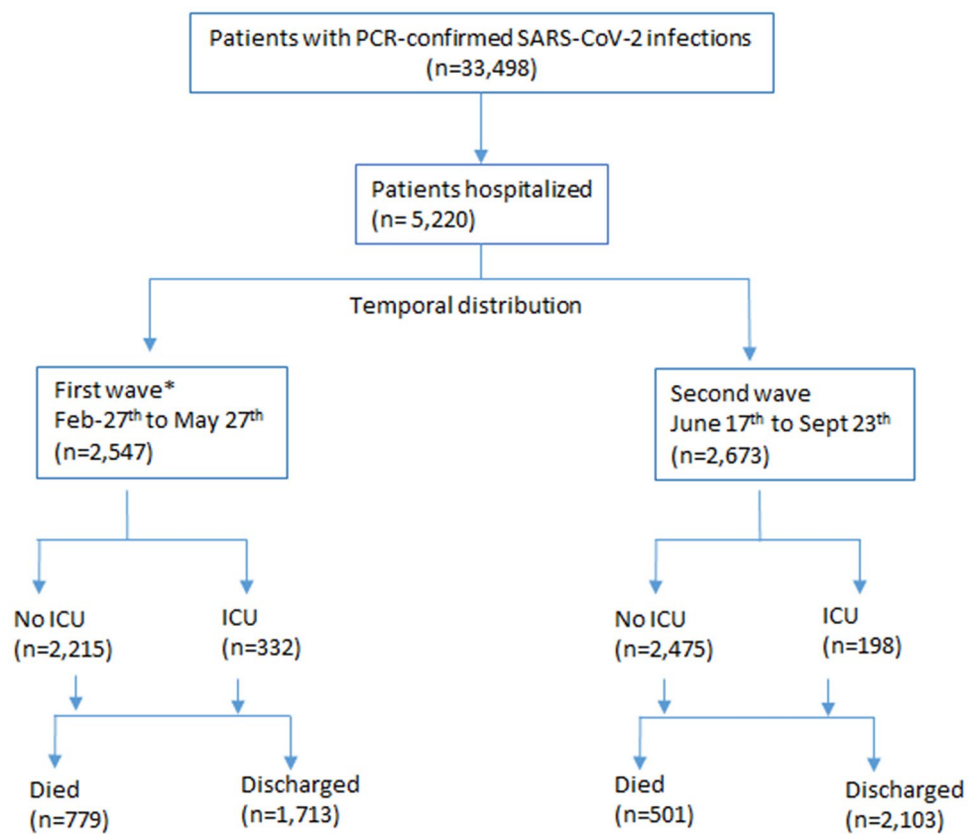 Patients with PCR-confirmed SARS-CoV-2 infections
(n=33,498)
Patients hospitalized
(n= 5,220)
Temporal distribution
First wave*
Feb-27th to May 27th
(n=2,547)
Second wave
June 17th to Sept 23th
(n=2,673)
No ICU
(n=2,215)
ICU
(n=332)
No ICU
(n=2,475)
ICU
(n=198)
Died
(n=779)
Discharged
(n=1,713)
Died
(n=501)
Discharged
(n=2,103)